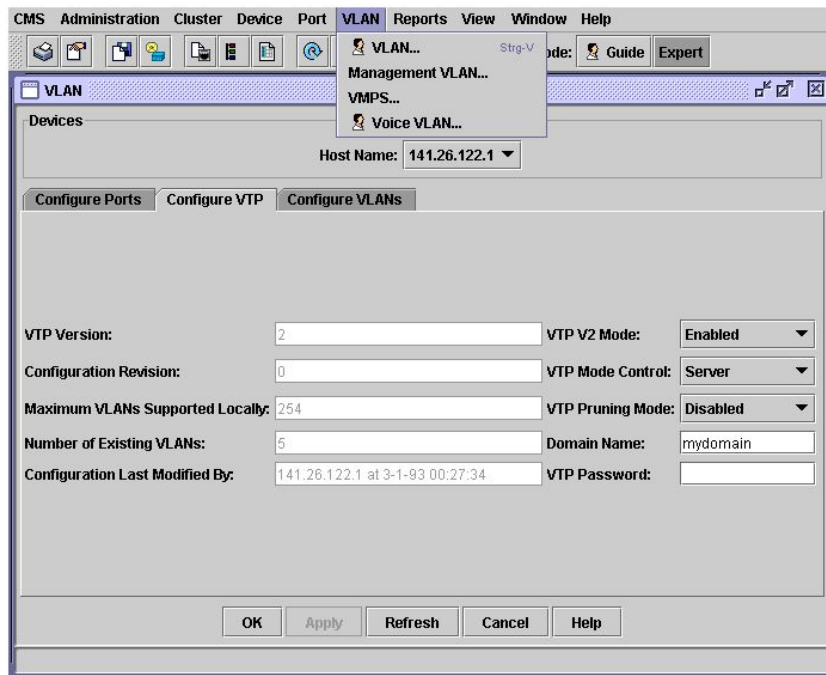 CMS Administration Cluster Device Port VLAN Reports View Window Help
VLAN... Strg-V
Management VLAN...
VMPS...
Voice VLAN...
Guide Expert
VLAN
Devices
Host Name: 141.26.122.1
Configure Ports Configure VTP Configure VLANs
VTP Version: 2 VTP V2 Mode: Enabled
Configuration Revision: 0 VTP Mode Control: Server
Maximum VLANs Supported Locally: 254 VTP Pruning Mode: Disabled
Number of Existing VLANs: 5 Domain Name: mydomain
Configuration Last Modified By: 141.26.122.1 at 3-1-93 00:27:34 VTP Password:
OK Apply Refresh Cancel Help